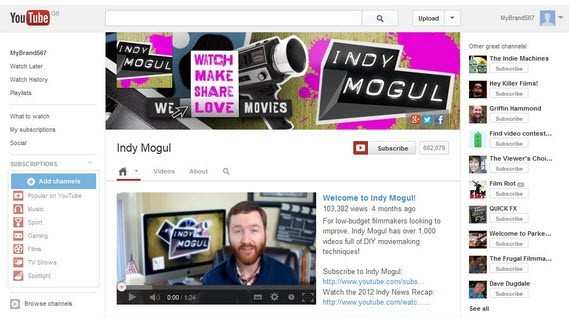 YouTube GB
Upload
MyBrand567
MyBrand567
Watch Later
Watch History
Playlists
What to watch
My subscriptions
Social
SUBSCRIPTIONS
Add channels
Popular on YouTube
Music
Sport
Gaming
Films
TV Shows
Spotlight
Browse channels
INDY
MOGUL
WATCH
MAKE
SHARE
WE LOVE MOVIES
INDY
MOGUL
Indy Mogul
Subscribe 602,079
Videos About
INDY
MOGUL
0:00 / 1:24
Welcome to Indy Mogul!
103,382 views 4 months ago
For low-budget filmmakers looking to
improve, Indy Mogul has over 1,000
videos full of DIY moviemaking
techniques!
Subscribe to Indy Mogul:
http://www.youtube.com/subs...
Watch the 2012 Indy News Recap:
http://www.youtube.com/watc......
Other great channels!
The Indie Machines
Subscribe
Hey Killer Films!
Subscribe
Griffin Hammond
Subscribe
Find video contest...
Subscribe
The Viewer's Choi...
Subscribe
Film Riot
Subscribe
QUICK FX
Subscribe
Welcome to Parke...
Subscribe
The Frugal Filmma...
Subscribe
Dave Dugdale
Subscribe
See all